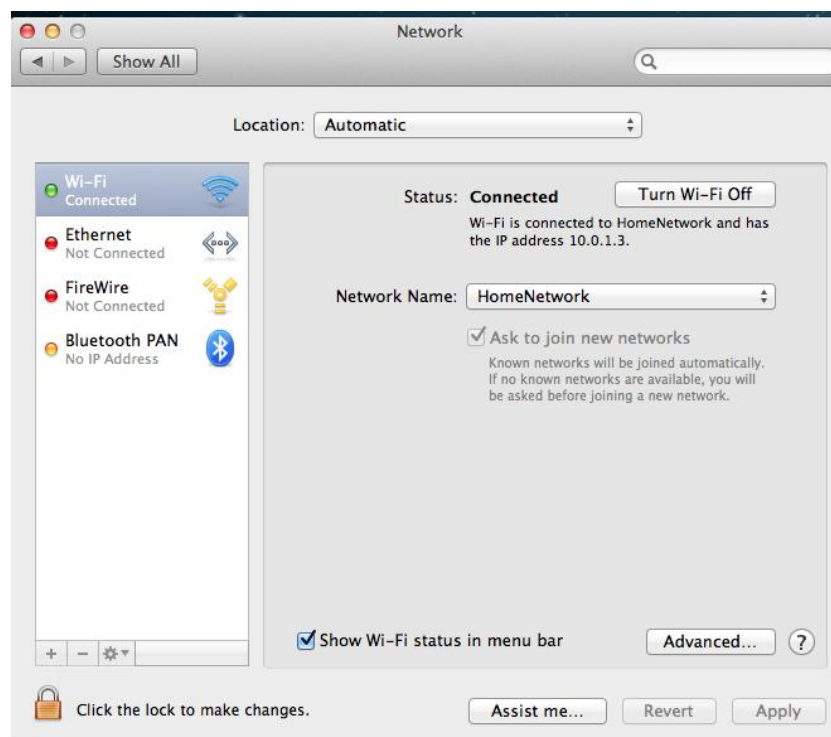 Network
Show All
Location: Automatic
Wi-Fi
Connected
Ethernet
Not Connected
FireWire
Not Connected
Bluetooth PAN
No IP Address
Status: Connected
Turn Wi-Fi Off
Wi-Fi is connected to HomeNetwork and has
the IP address 10.0.1.3.
Network Name: HomeNetwork
Ask to join new networks
Known networks will be joined automatically.
If no known networks are available, you will
be asked before joining a new network.
Show Wi-Fi status in menu bar
Advanced...
?
Click the lock to make changes.
Assist me...
Revert
Apply